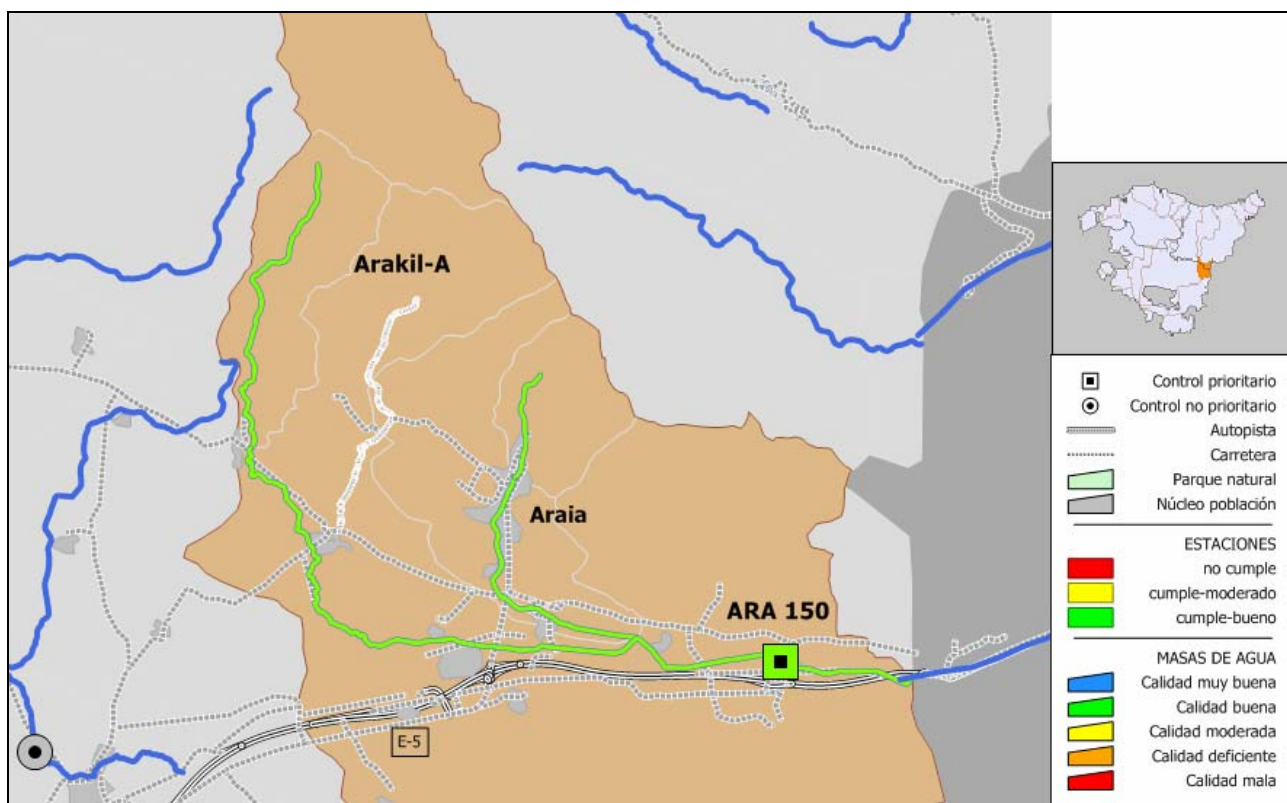 Arakil-A
Araia
ARA 150
E-5
Control prioritario
Control no prioritario
Autopista
Carretera
Parque natural
Núcleo población
ESTACIONES
no cumple
cumple-moderado
cumple-bueno
MASAS DE AGUA
Calidad muy buena
Calidad buena
Calidad moderada
Calidad deficiente
Calidad mala